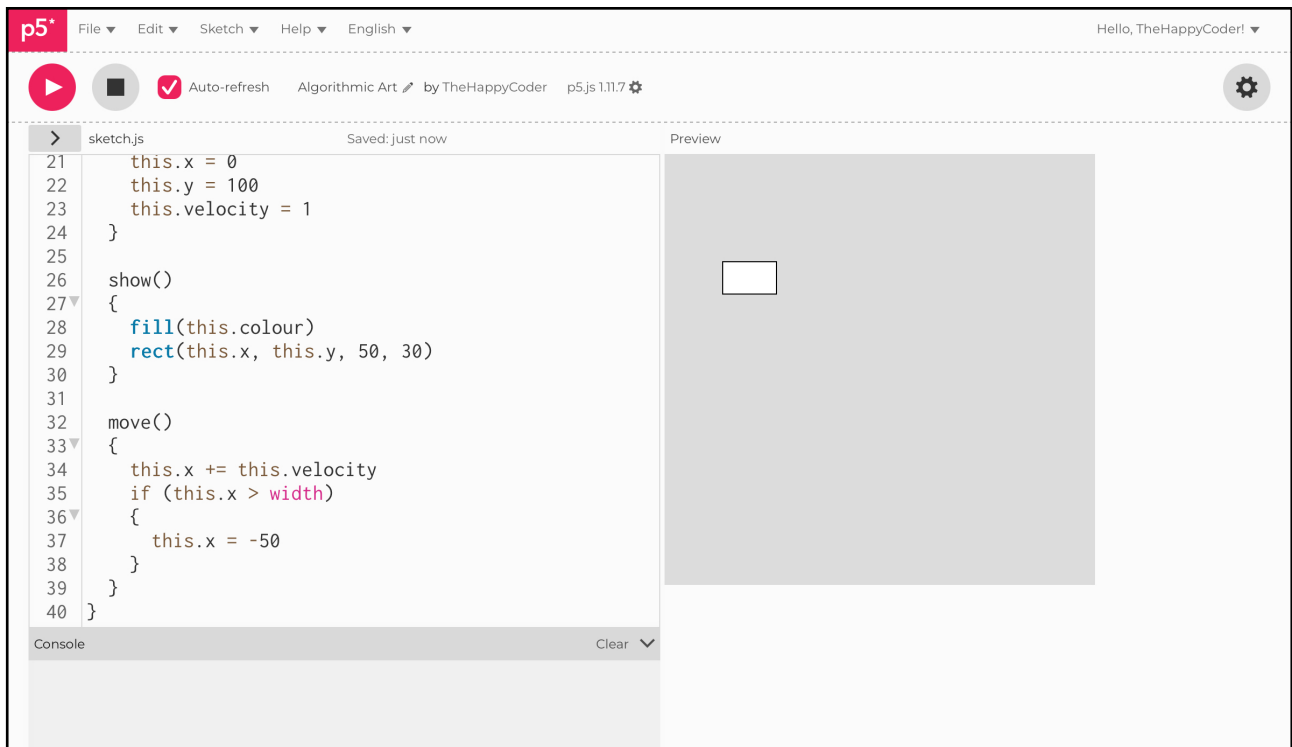 p5* File Edit Sketch Help English Hello, TheHappyCoder!
Auto-refresh Algorithmic Art by TheHappyCoder p5.js 1.11.7
> sketch.js Saved: just now Preview
21 this.x = 0
22 this.y = 100
23 this.velocity = 1
24 }
25
26 show()
27 {
28 fill(this.colour)
29 rect(this.x, this.y, 50, 30)
30 }
31
32 move()
33 {
34 this.x += this.velocity
35 if (this.x > width)
36 {
37 this.x = -50
38 }
39 }
40 }
Console Clear